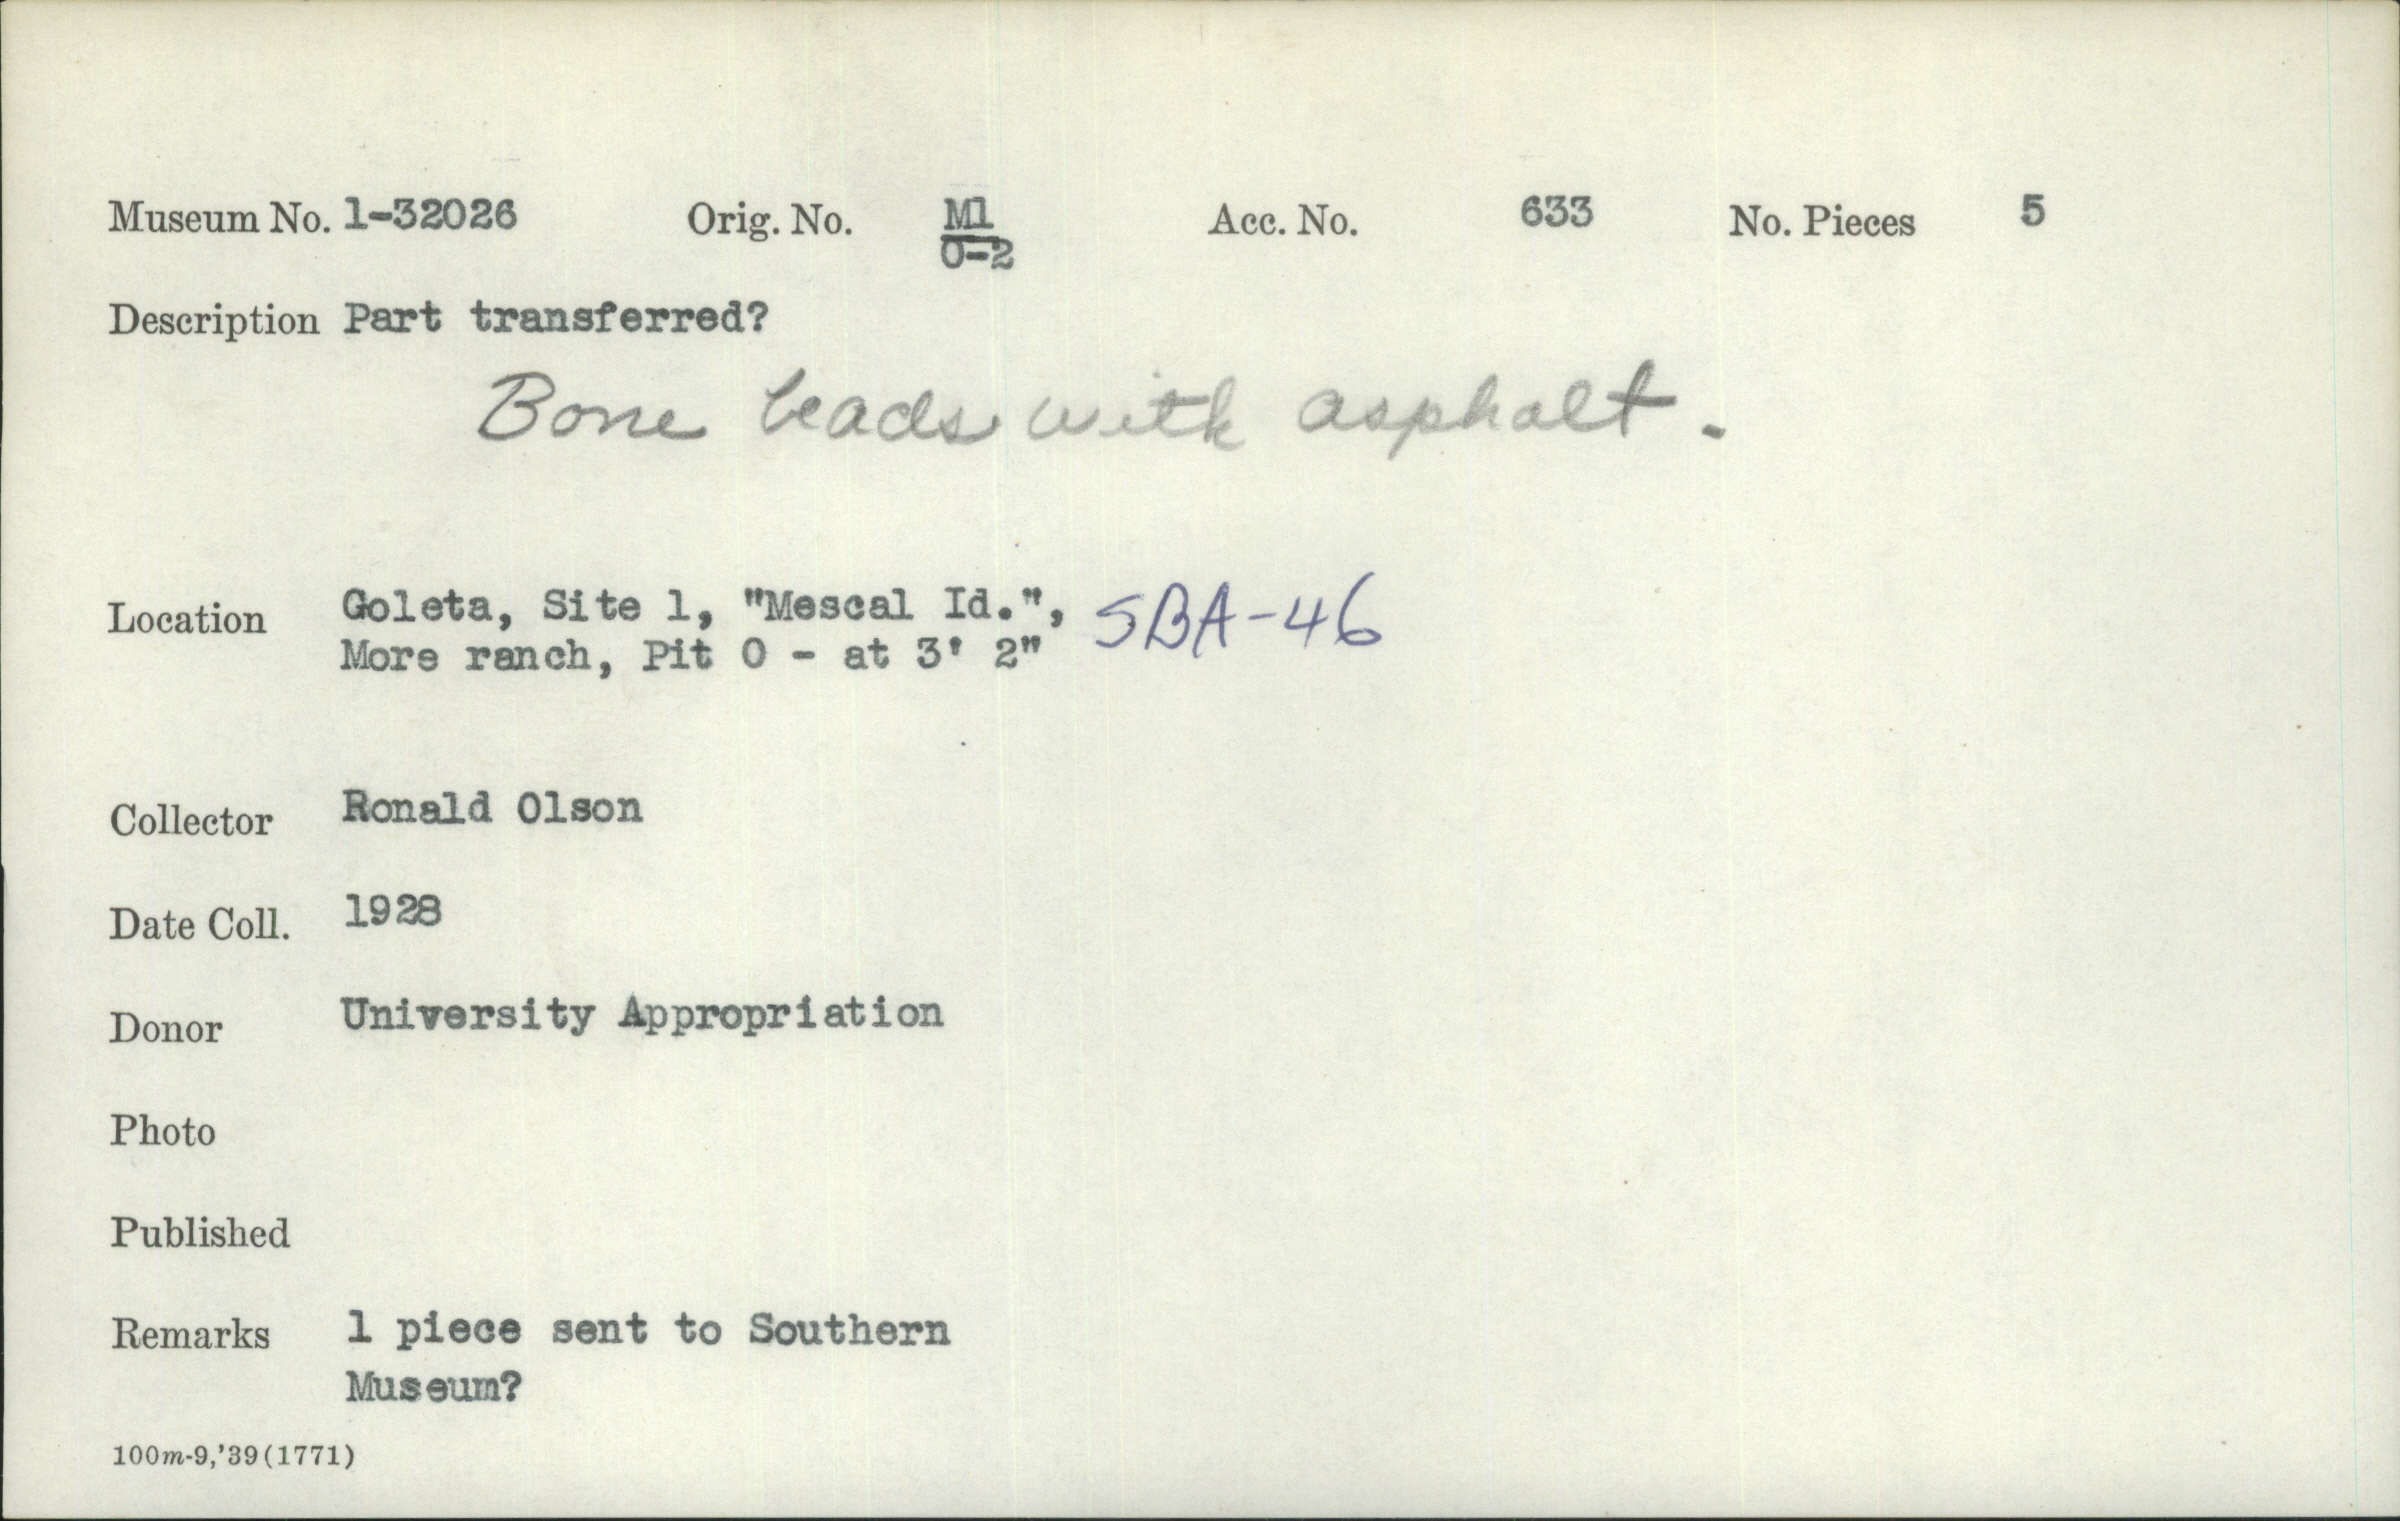 Museum No. 1-32026 Orig. No. M1/0-2 Acc. No. 633 No. Pieces 5
Description Part transferred?
Bone beads with asphalt.
Location Goleta, Site 1, "Mescal Id.", SBA-46
More ranch, Pit O - at 3' 2"
Collector Ronald Olson
Date Coll. 1928
Donor University Appropriation
Photo
Published
Remarks 1 piece sent to Southern
Museum?
100m-9,'39(1771)